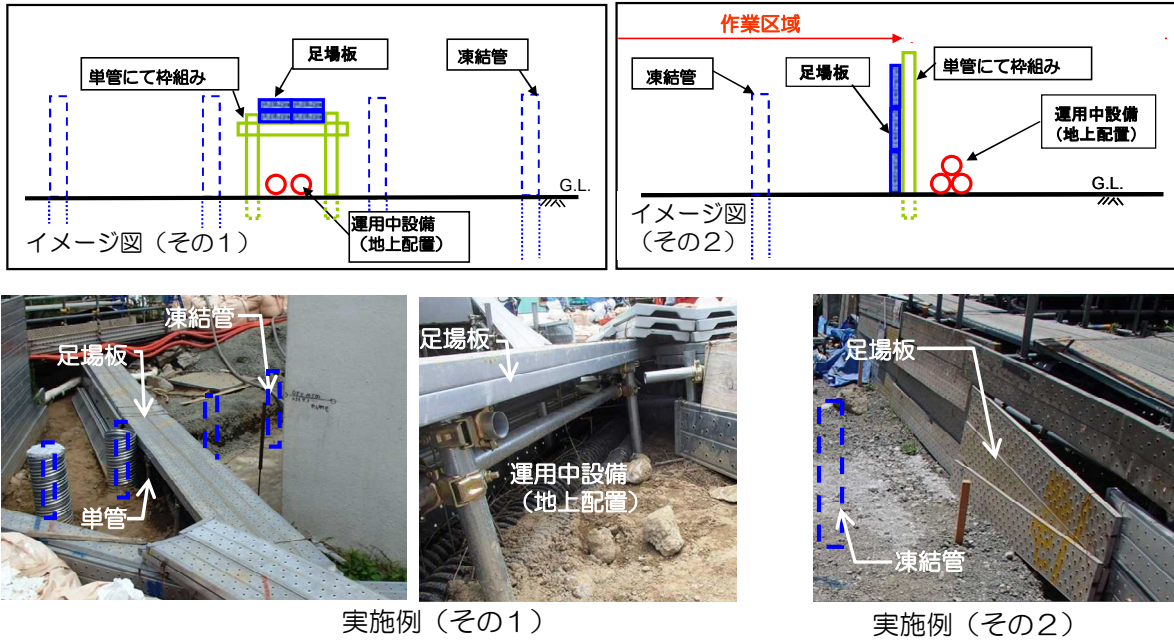 足場板
単管にて枠組み
凍結管
G.L.
運用中設備
（地上配置）
イメージ図（その１）
作業区域
凍結管
足場板
単管にて枠組み
運用中設備
（地上配置）
G.L.
イメージ図
（その２）
凍結管
足場板
単管
足場板
運用中設備
（地上配置）
足場板
凍結管
実施例（その１）
実施例（その２）